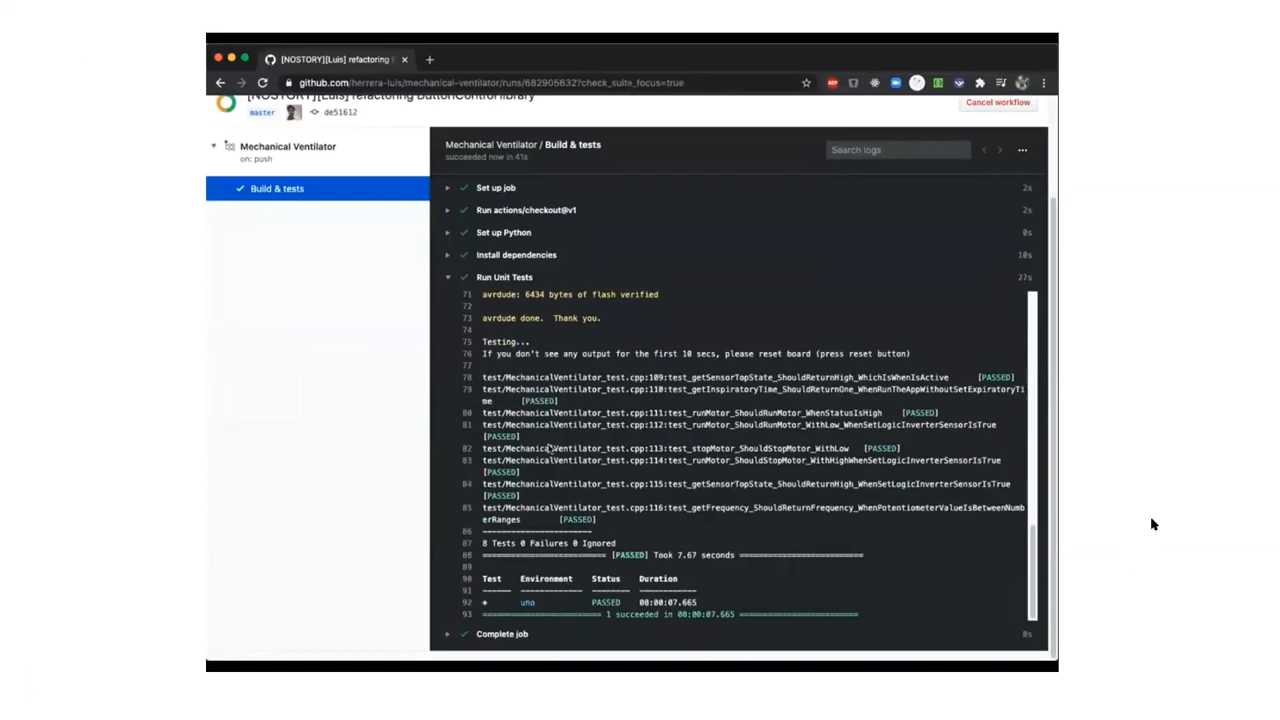 [NOSTORY][Luis] refactoring
github.com/herrera-luis/mechanical-ventilator/runs/682905632?check_suite_focus=true
[NOSTORY][Luis] refactoring ButtonControl library
Cancel workflow
master de51612
Mechanical Ventilator
on: push
Build & tests
Mechanical Ventilator / Build & tests
succeeded now in 41s
Search logs
Set up job 2s
Run actions/checkout@v1 2s
Set up Python 0s
Install dependencies 10s
Run Unit Tests 27s
71 avrdude: 6434 bytes of flash verified
72
73 avrdude done. Thank you.
74
75 Testing...
76 If you don't see any output for the first 10 secs, please reset board (press reset button)
77
78 test/MechanicalVentilator_test.cpp:109:test_getSensorTopState_ShouldReturnHigh_WhichIsWhenIsActive [PASSED]
79 test/MechanicalVentilator_test.cpp:110:test_getInspiratoryTime_ShouldReturnOne_WhenRunTheAppWithoutSetExpiratoryTi
me [PASSED]
80 test/MechanicalVentilator_test.cpp:111:test_runMotor_ShouldRunMotor_WhenStatusIsHigh [PASSED]
81 test/MechanicalVentilator_test.cpp:112:test_runMotor_ShouldRunMotor_WithLow_WhenSetLogicInverterSensorIsTrue
[PASSED]
82 test/MechanicalVentilator_test.cpp:113:test_stopMotor_ShouldStopMotor_WithLow [PASSED]
83 test/MechanicalVentilator_test.cpp:114:test_runMotor_ShouldStopMotor_WithHighWhenSetLogicInverterSensorIsTrue
[PASSED]
84 test/MechanicalVentilator_test.cpp:115:test_getSensorTopState_ShouldReturnHigh_WhenSetLogicInverterSensorIsTrue
[PASSED]
85 test/MechanicalVentilator_test.cpp:116:test_getFrequency_ShouldReturnFrequency_WhenPotentiometerValueIsBetweenNumb
erRanges [PASSED]
86 -----------------------
87 8 Tests 0 Failures 0 Ignored
88 ========================== [PASSED] Took 7.67 seconds ==========================
89
90 Test Environment Status Duration
91 ------ ------------- -------- ------------
92 * uno PASSED 00:00:07.665
93 ========================= 1 succeeded in 00:00:07.665 =========================
Complete job 0s